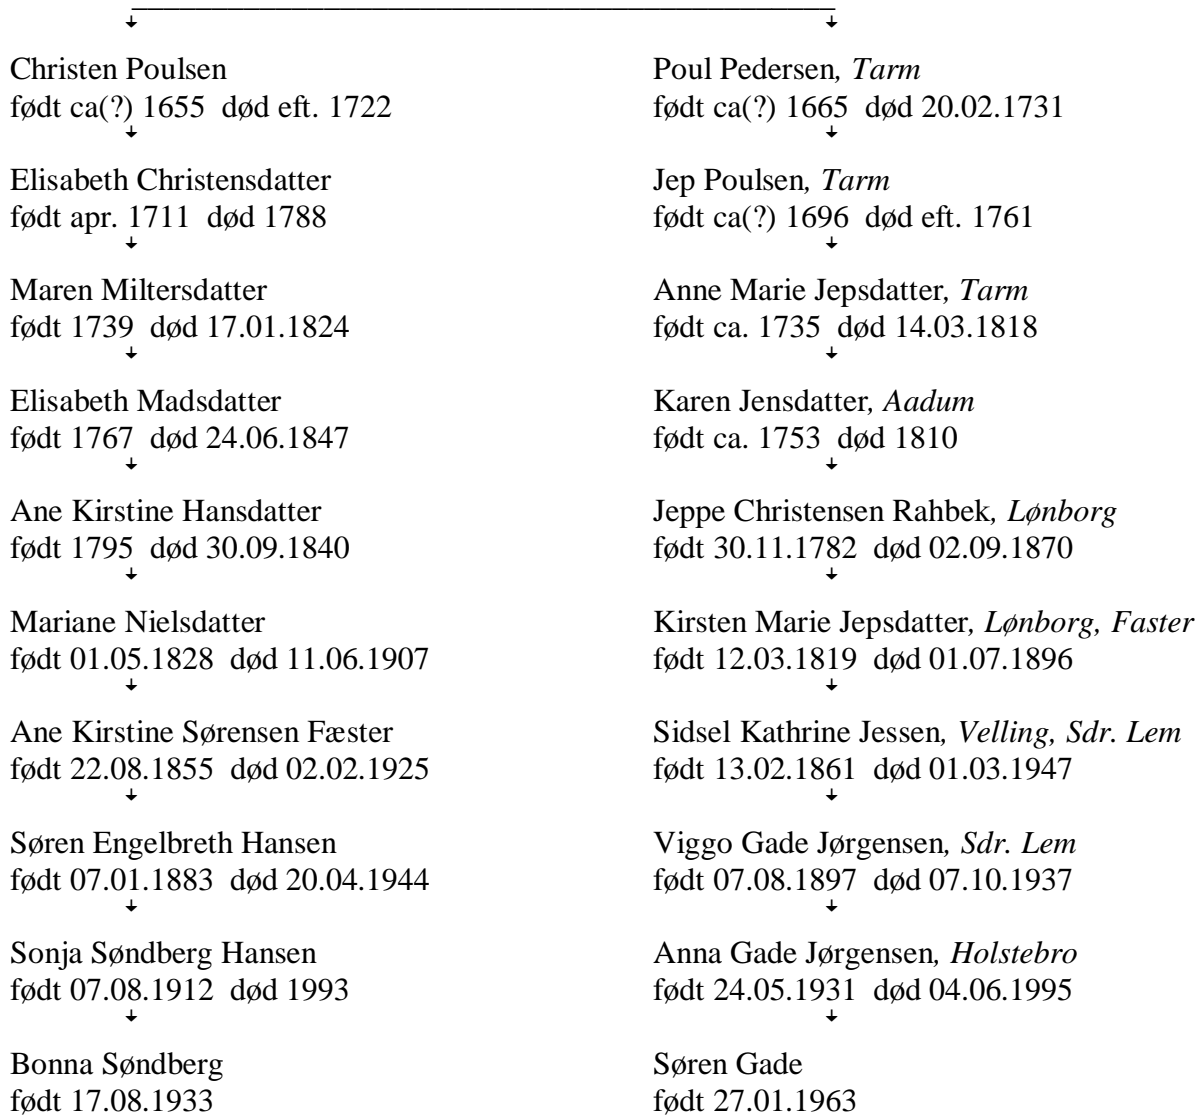 Christen Poulsen
født ca(?) 1655  død eft. 1722
Elisabeth Christensdatter
født apr. 1711  død 1788
Maren Miltersdatter
født 1739  død 17.01.1824
Elisabeth Madsdatter
født 1767  død 24.06.1847
Ane Kirstine Hansdatter
født 1795  død 30.09.1840
Mariane Nielsdatter
født 01.05.1828  død 11.06.1907
Ane Kirstine Sørensen Fæster
født 22.08.1855  død 02.02.1925
Søren Engelbreth Hansen
født 07.01.1883  død 20.04.1944
Sonja Søndberg Hansen
født 07.08.1912  død 1993
Bonna Søndberg
født 17.08.1933
Poul Pedersen, Tarm
født ca(?) 1665  død 20.02.1731
Jep Poulsen, Tarm
født ca(?) 1696  død eft. 1761
Anne Marie Jepsdatter, Tarm
født ca. 1735  død 14.03.1818
Karen Jensdatter, Aadum
født ca. 1753  død 1810
Jeppe Christensen Rahbek, Lønborg
født 30.11.1782  død 02.09.1870
Kirsten Marie Jepsdatter, Lønborg, Faster
født 12.03.1819  død 01.07.1896
Sidsel Kathrine Jessen, Velling, Sdr. Lem
født 13.02.1861  død 01.03.1947
Viggo Gade Jørgensen, Sdr. Lem
født 07.08.1897  død 07.10.1937
Anna Gade Jørgensen, Holstebro
født 24.05.1931  død 04.06.1995
Søren Gade
født 27.01.1963